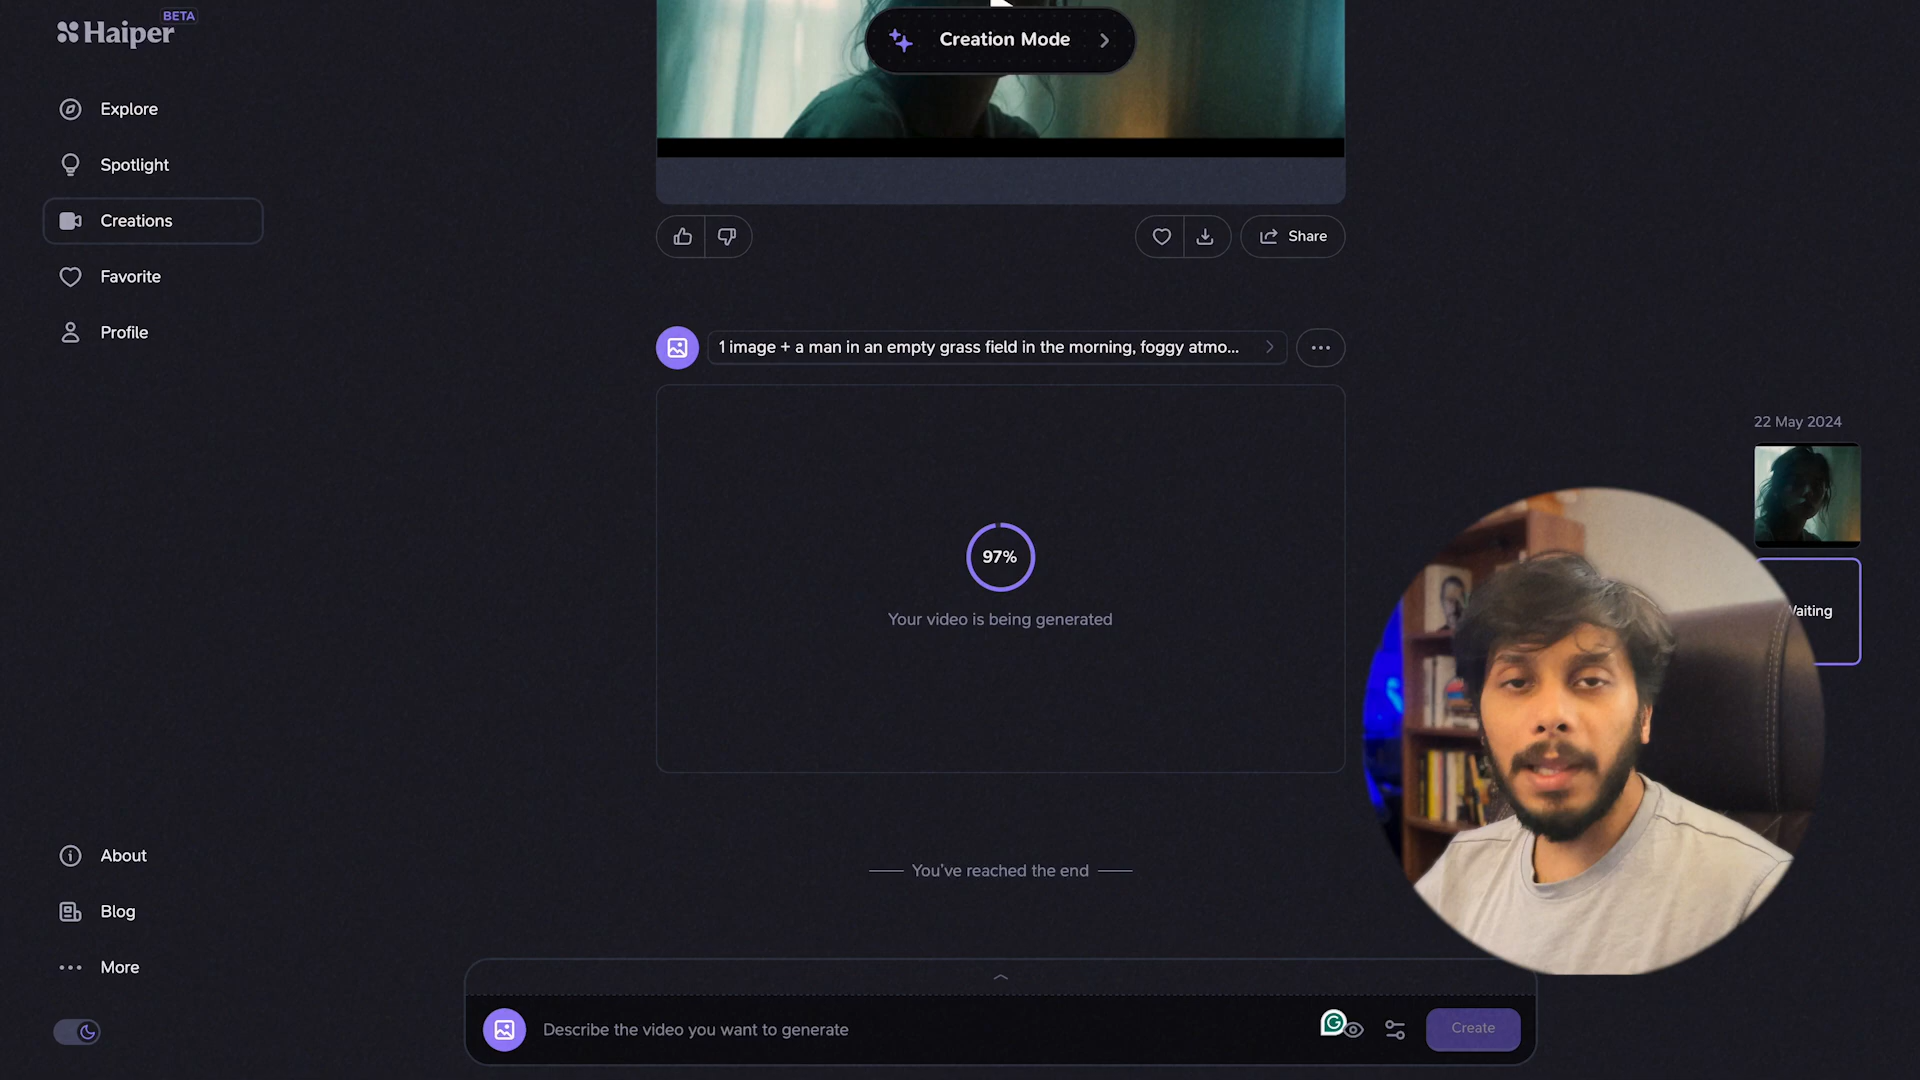 Haiper
BETA
Creation Mode
Explore
Spotlight
Creations
Favorite
Profile
Share
1 image + a man in an empty grass field in the morning, foggy atmo...
22 May 2024
97%
Your video is being generated
You've reached the end
About
Blog
More
Describe the video you want to generate
Create